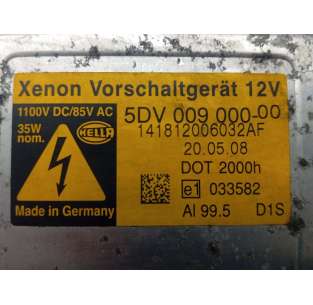 Xenon Vorschaltgerät 12V
1100V DC/85V AC
35W
nom.
HELLA
Made in Germany
5DV 009 000-00
141812006032AF
20.05.08
DOT 2000h
e1 033582
Al 99.5 D1S